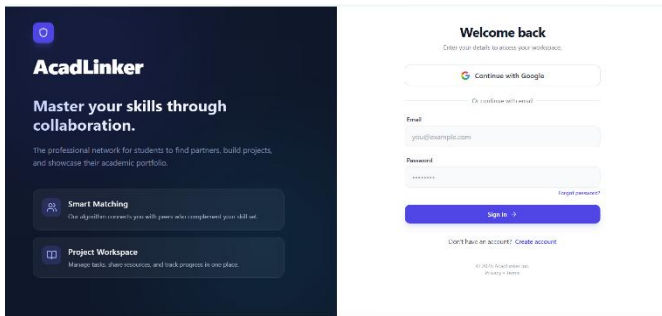 AcadLinker
Master your skills through
collaboration.
The professional network for students to find partners, build projects,
and showcase their academic portfolio.
Smart Matching
Our algorithm connects you with peers who complement your skill set.
Project Workspace
Manage tasks, share resources, and track progress in one place.
Welcome back
Enter your details to access your workspace.
Continue with Google
Or continue with email
Email
you@example.com
Password
Forgot password?
Sign In →
Don't have an account? Create account
© AcadLinker Inc.
Privacy • Terms